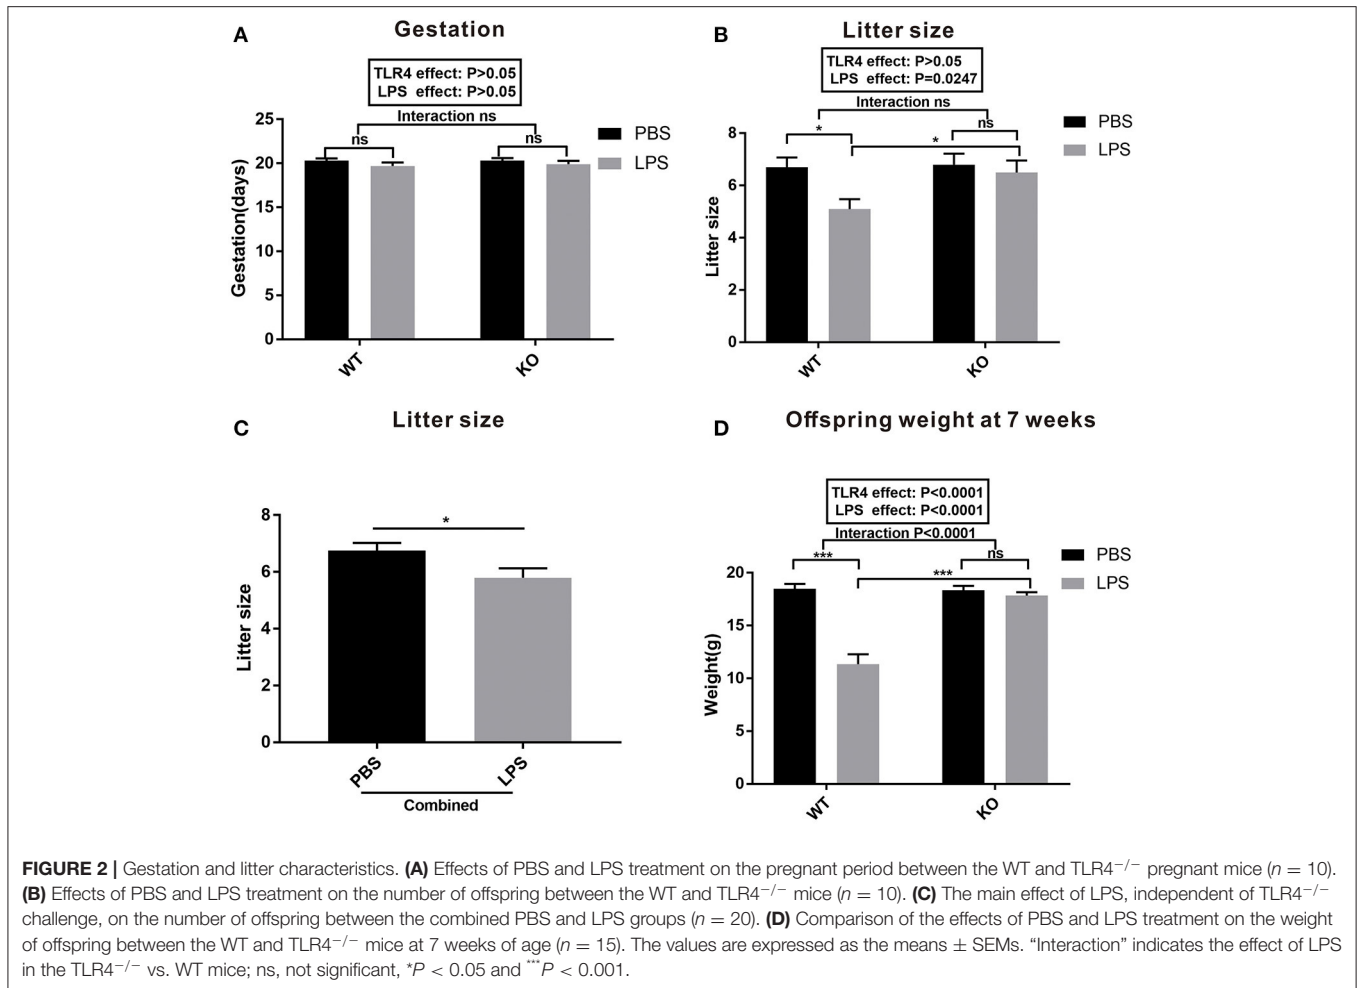 A
Gestation
TLR4 effect: P>0.05
LPS effect: P>0.05
Interaction ns
ns
ns
25
20
15
10
5
0
Gestation(days)
WT
KO
PBS
LPS
B
Litter size
TLR4 effect: P>0.05
LPS effect: P=0.0247
Interaction ns
*
*
ns
8
6
4
2
0
Litter size
WT
KO
PBS
LPS
C
Litter size
*
8
6
4
2
0
Litter size
PBS
LPS
Combined
D
Offspring weight at 7 weeks
TLR4 effect: P<0.0001
LPS effect: P<0.0001
Interaction P<0.0001
***
***
ns
20
15
10
5
0
Weight(g)
WT
KO
PBS
LPS
FIGURE 2 | Gestation and litter characteristics. (A) Effects of PBS and LPS treatment on the pregnant period between the WT and TLR4−/− pregnant mice (n = 10).
(B) Effects of PBS and LPS treatment on the number of offspring between the WT and TLR4−/− mice (n = 10). (C) The main effect of LPS, independent of TLR4−/−
challenge, on the number of offspring between the combined PBS and LPS groups (n = 20). (D) Comparison of the effects of PBS and LPS treatment on the weight
of offspring between the WT and TLR4−/− mice at 7 weeks of age (n = 15). The values are expressed as the means ± SEMs. “Interaction” indicates the effect of LPS
in the TLR4−/− vs. WT mice; ns, not significant, *P < 0.05 and ***P < 0.001.